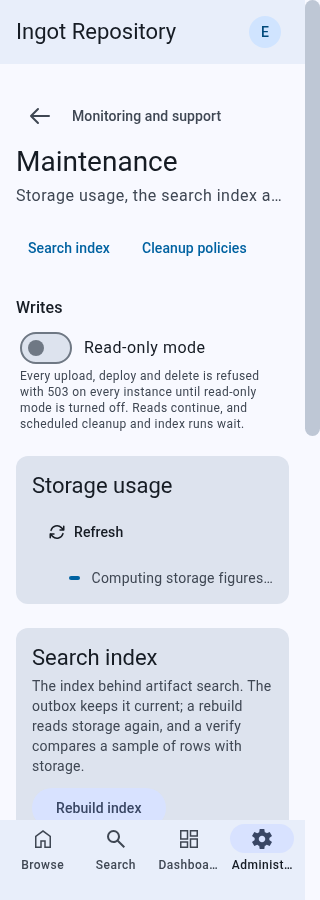 Ingot Repository
E
Monitoring and support
Maintenance
Storage usage, the search index a…
Search index
Cleanup policies
Writes
Read-only mode
Every upload, deploy and delete is refused
with 503 on every instance until read-only
mode is turned off. Reads continue, and
scheduled cleanup and index runs wait.
Storage usage
Refresh
Computing storage figures…
Search index
The index behind artifact search. The
outbox keeps it current; a rebuild
reads storage again, and a verify
compares a sample of rows with
storage.
Rebuild index
Browse
Search
Dashboa…
Administ…